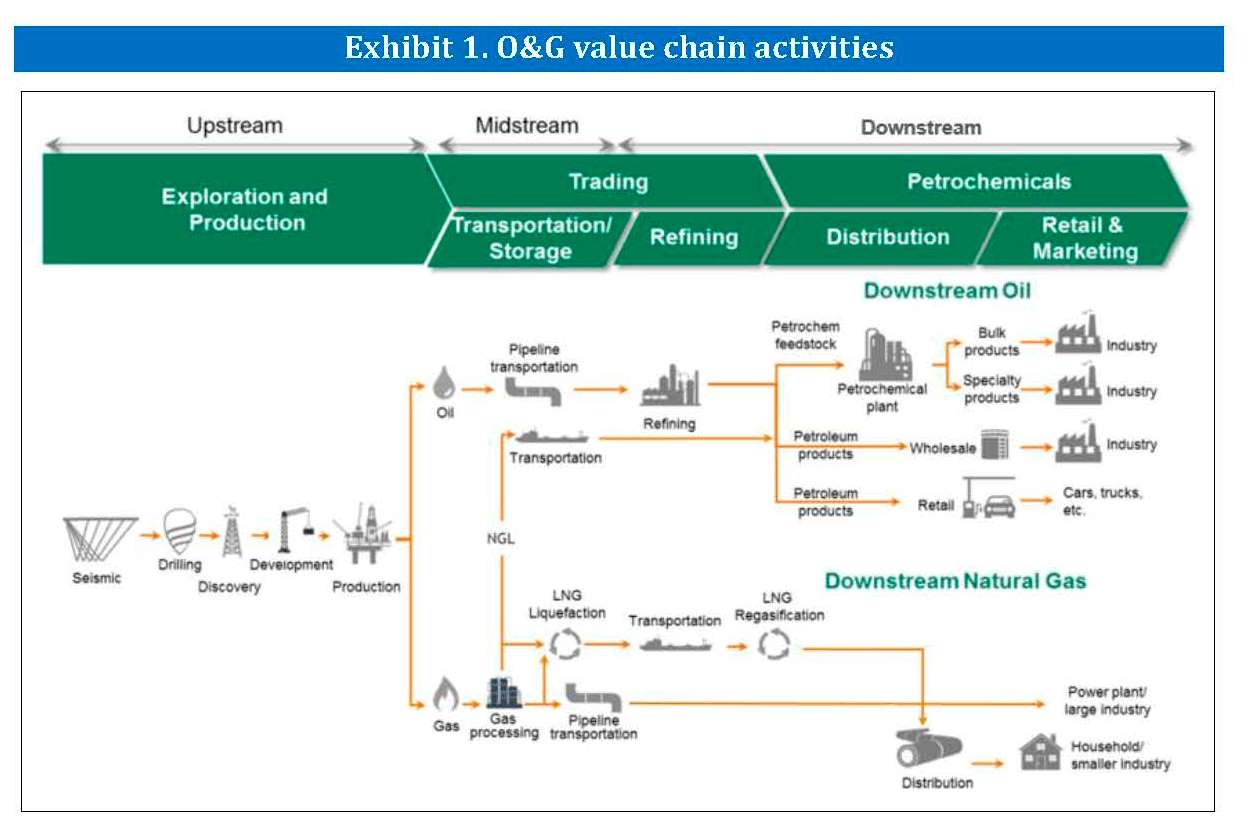 Exhibit 1. O&G value chain activities
Upstream
Midstream
Downstream
Exploration and
Production
Trading
Petrochemicals
Transportation/
Storage
Refining
Distribution
Retail &
Marketing
Downstream Oil
Petrochem
feedstock
Bulk
products
Industry
Pipeline
transportation
Oil
Refining
Petrochemical
plant
Specialty
products
Industry
Transportation
Petroleum
products
Wholesale
Industry
Petroleum
products
Retail
Cars, trucks,
etc.
Seismic
Drilling
Discovery
Development
Production
NGL
Downstream Natural Gas
LNG
Liquefaction
Transportation
LNG
Regasification
Gas
Gas
processing
Pipeline
transportation
Power plant/
large industry
Distribution
Household/
smaller industry